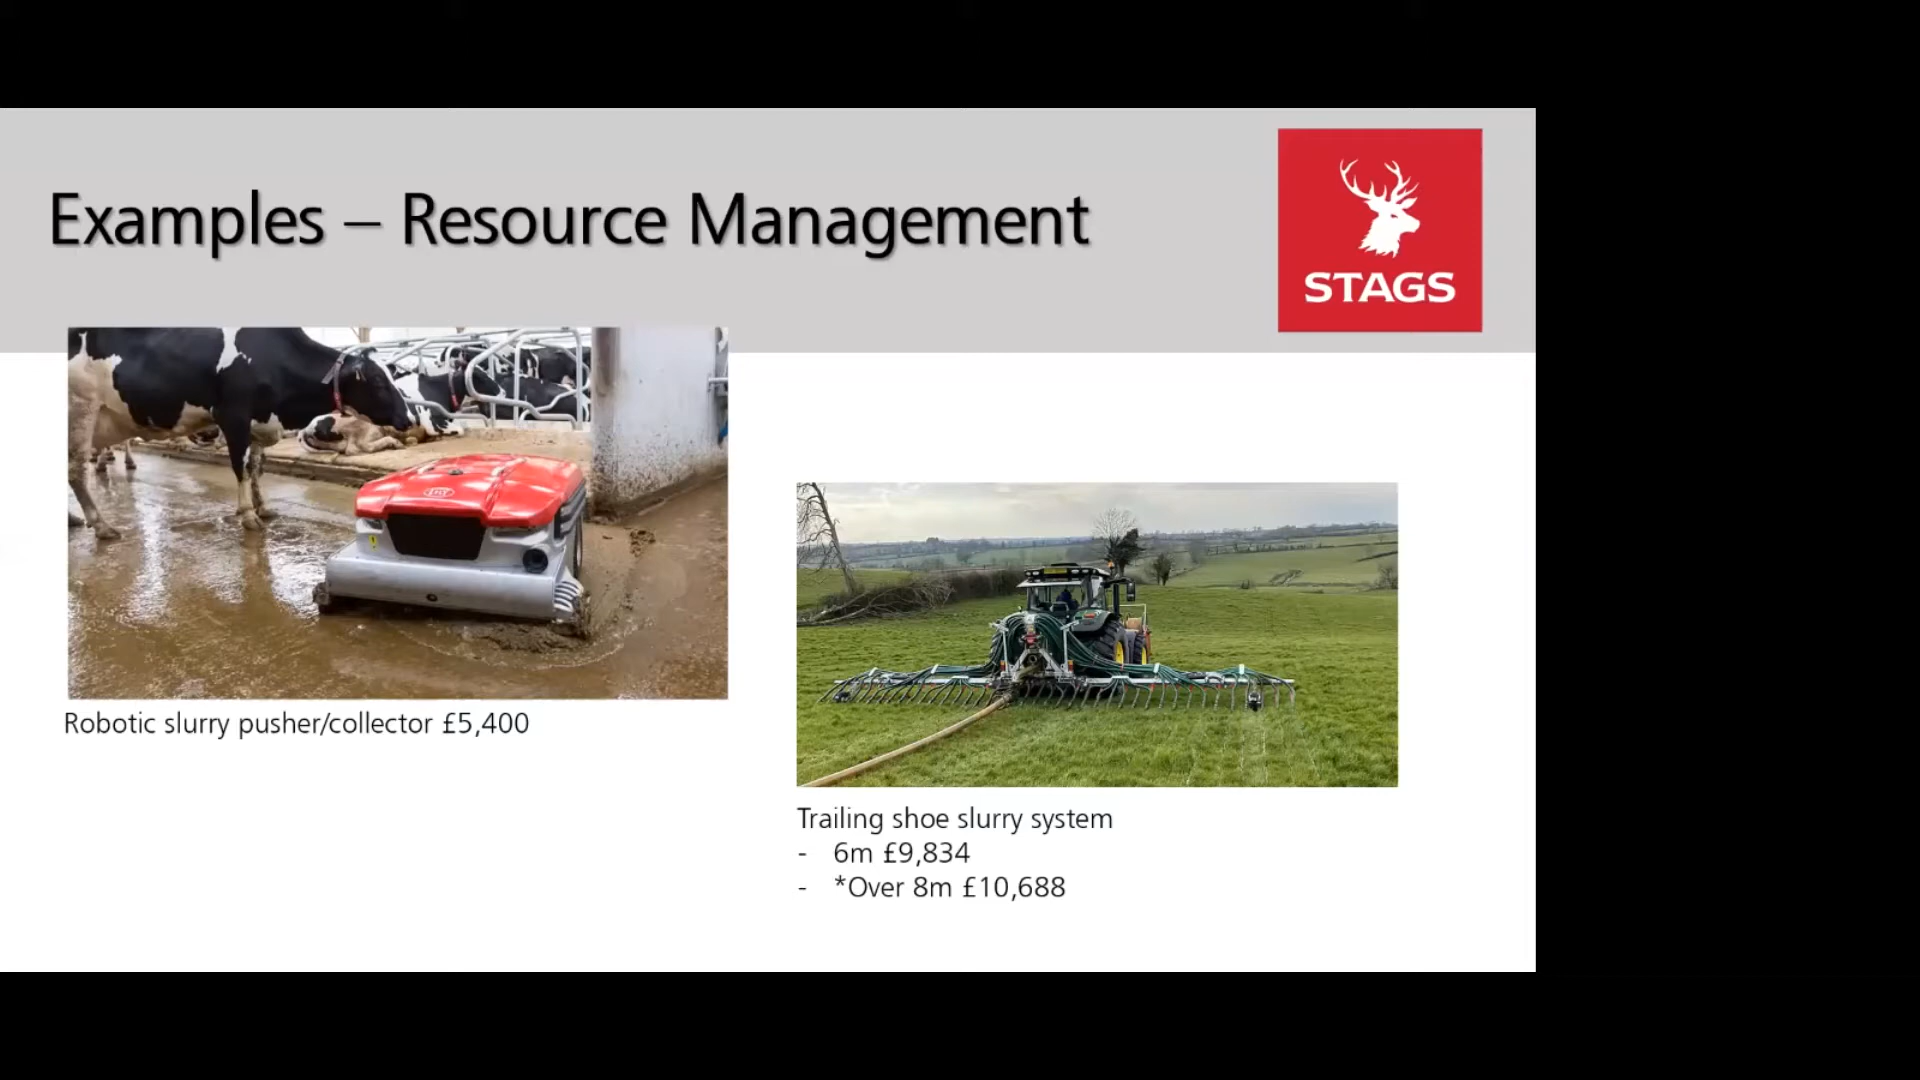 Examples – Resource Management
STAGS
Robotic slurry pusher/collector £5,400
Trailing shoe slurry system
- 6m £9,834
- *Over 8m £10,688